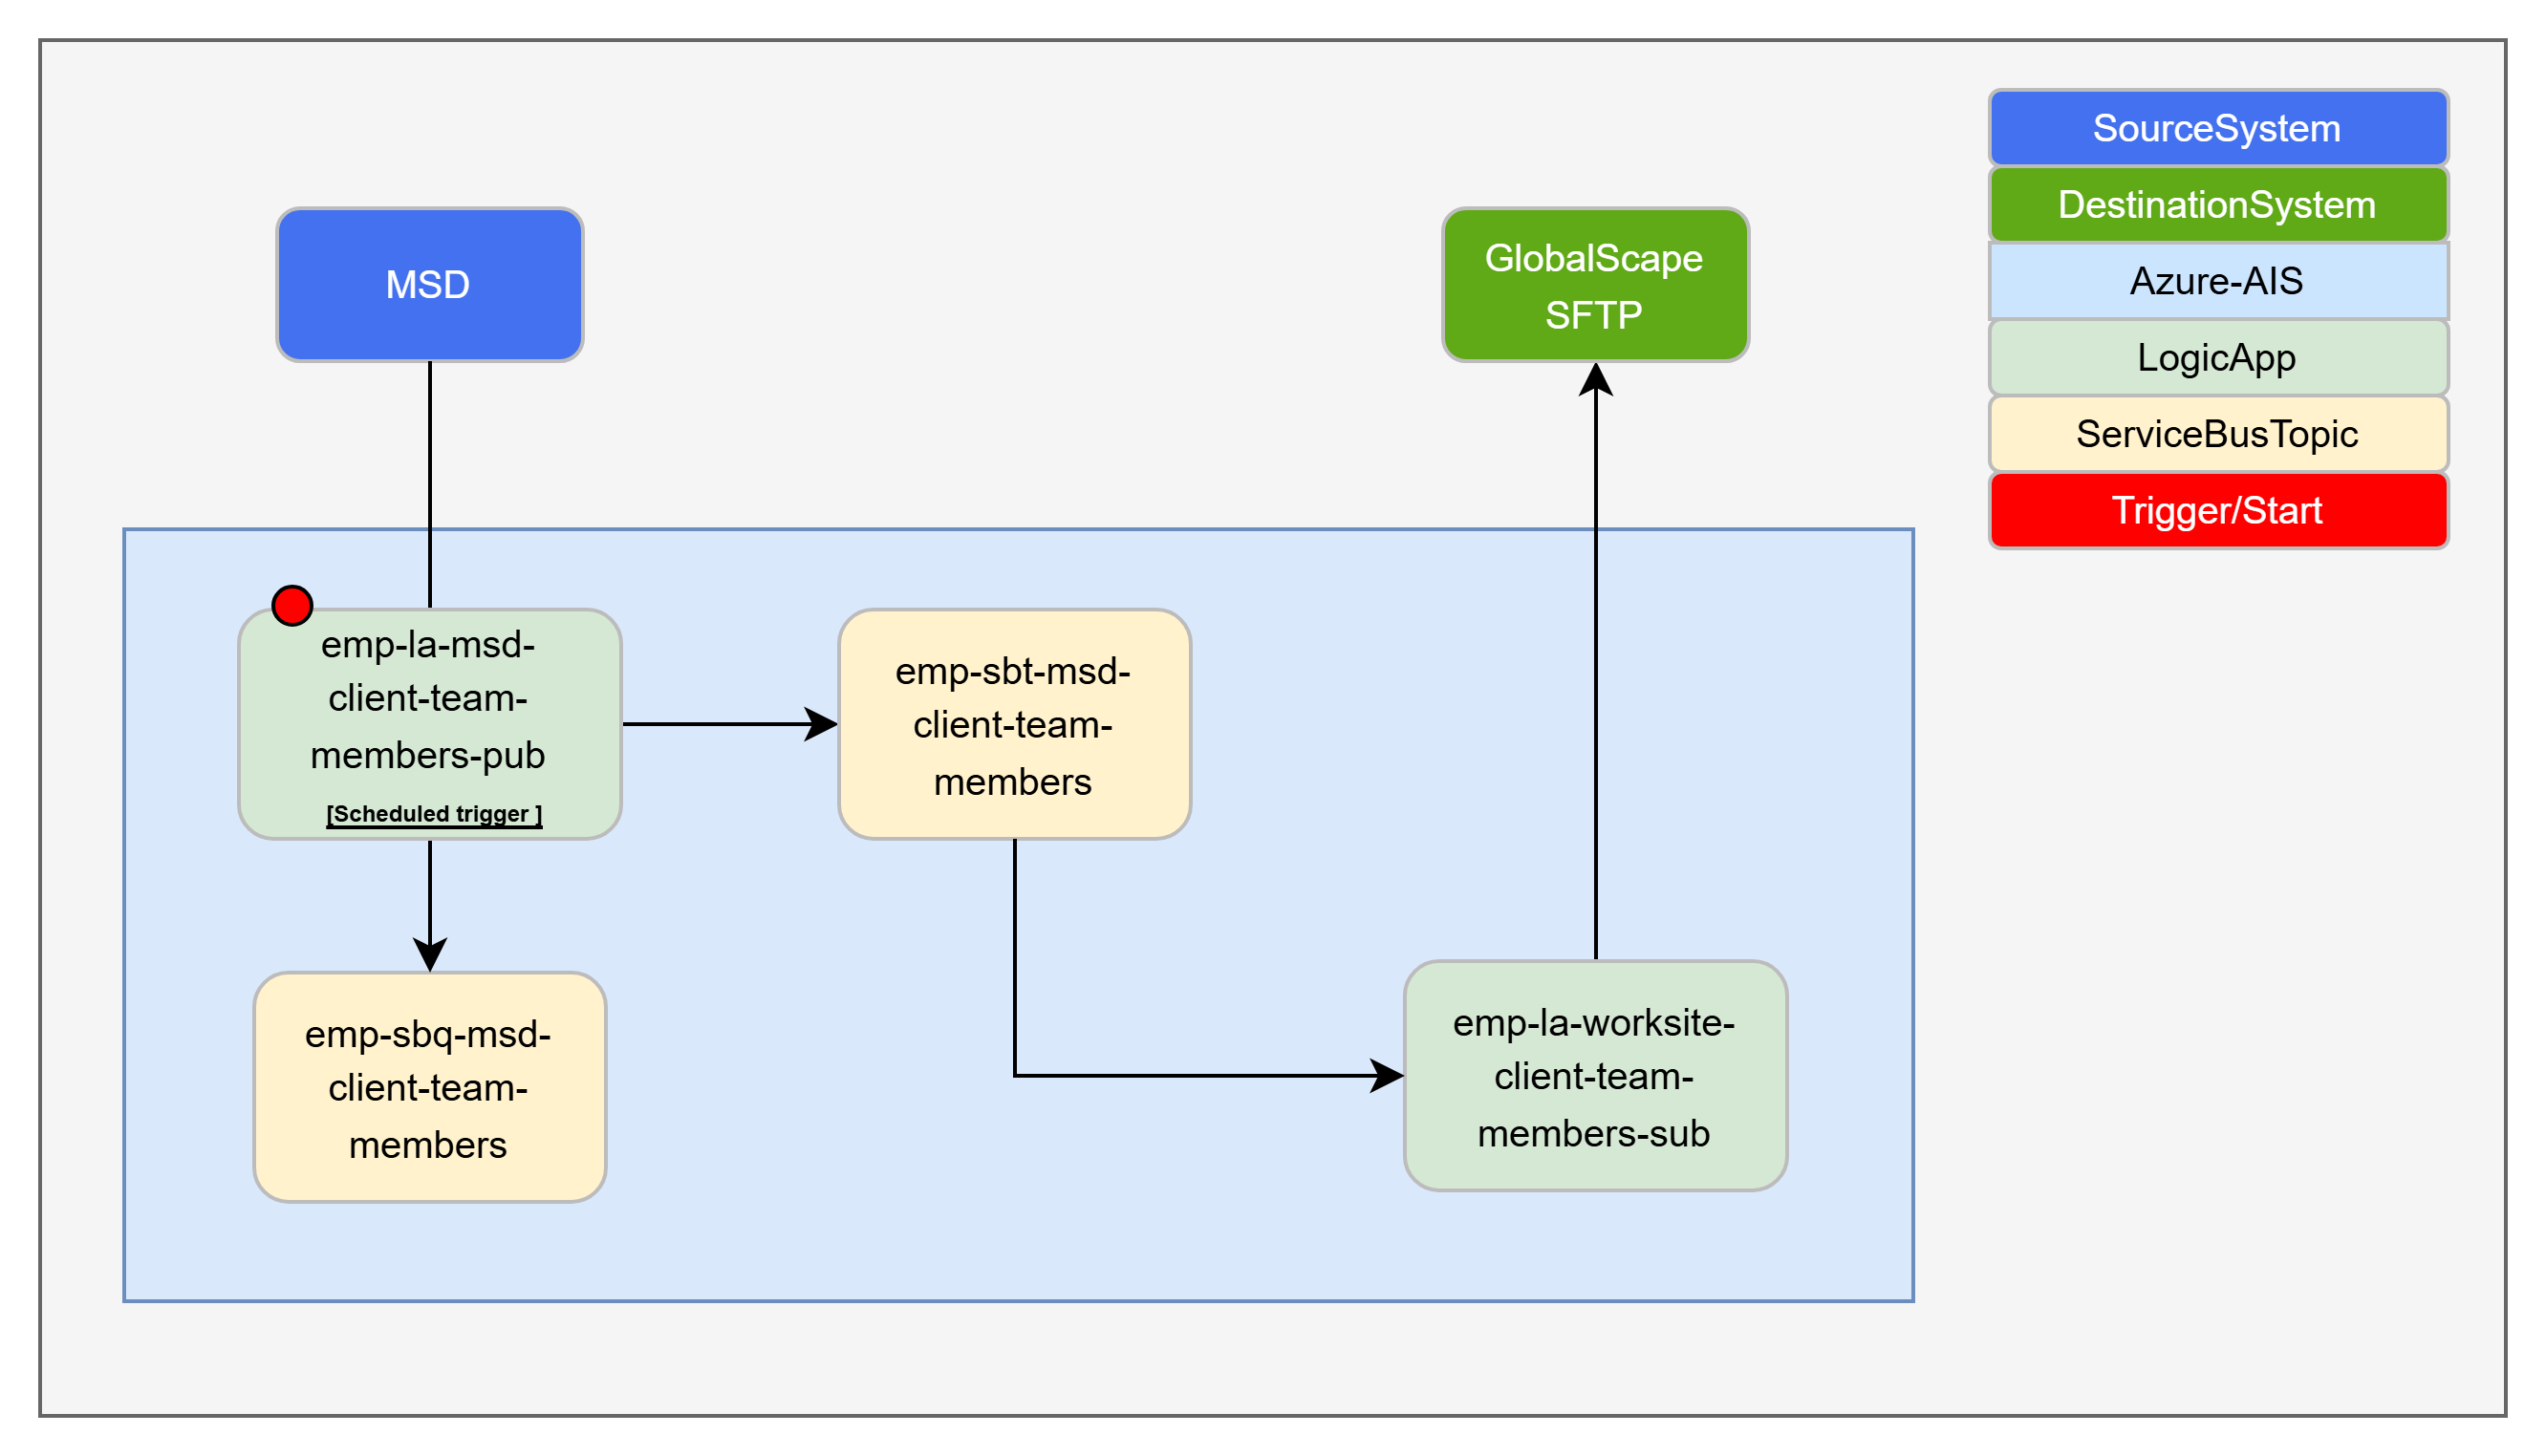 MSD
GlobalScape
SFTP
SourceSystem
DestinationSystem
Azure-AIS
LogicApp
ServiceBusTopic
Trigger/Start
emp-la-msd-
client-team-
members-pub
[Scheduled trigger ]
emp-sbt-msd-
client-team-
members
emp-sbq-msd-
client-team-
members
emp-la-worksite-
client-team-
members-sub